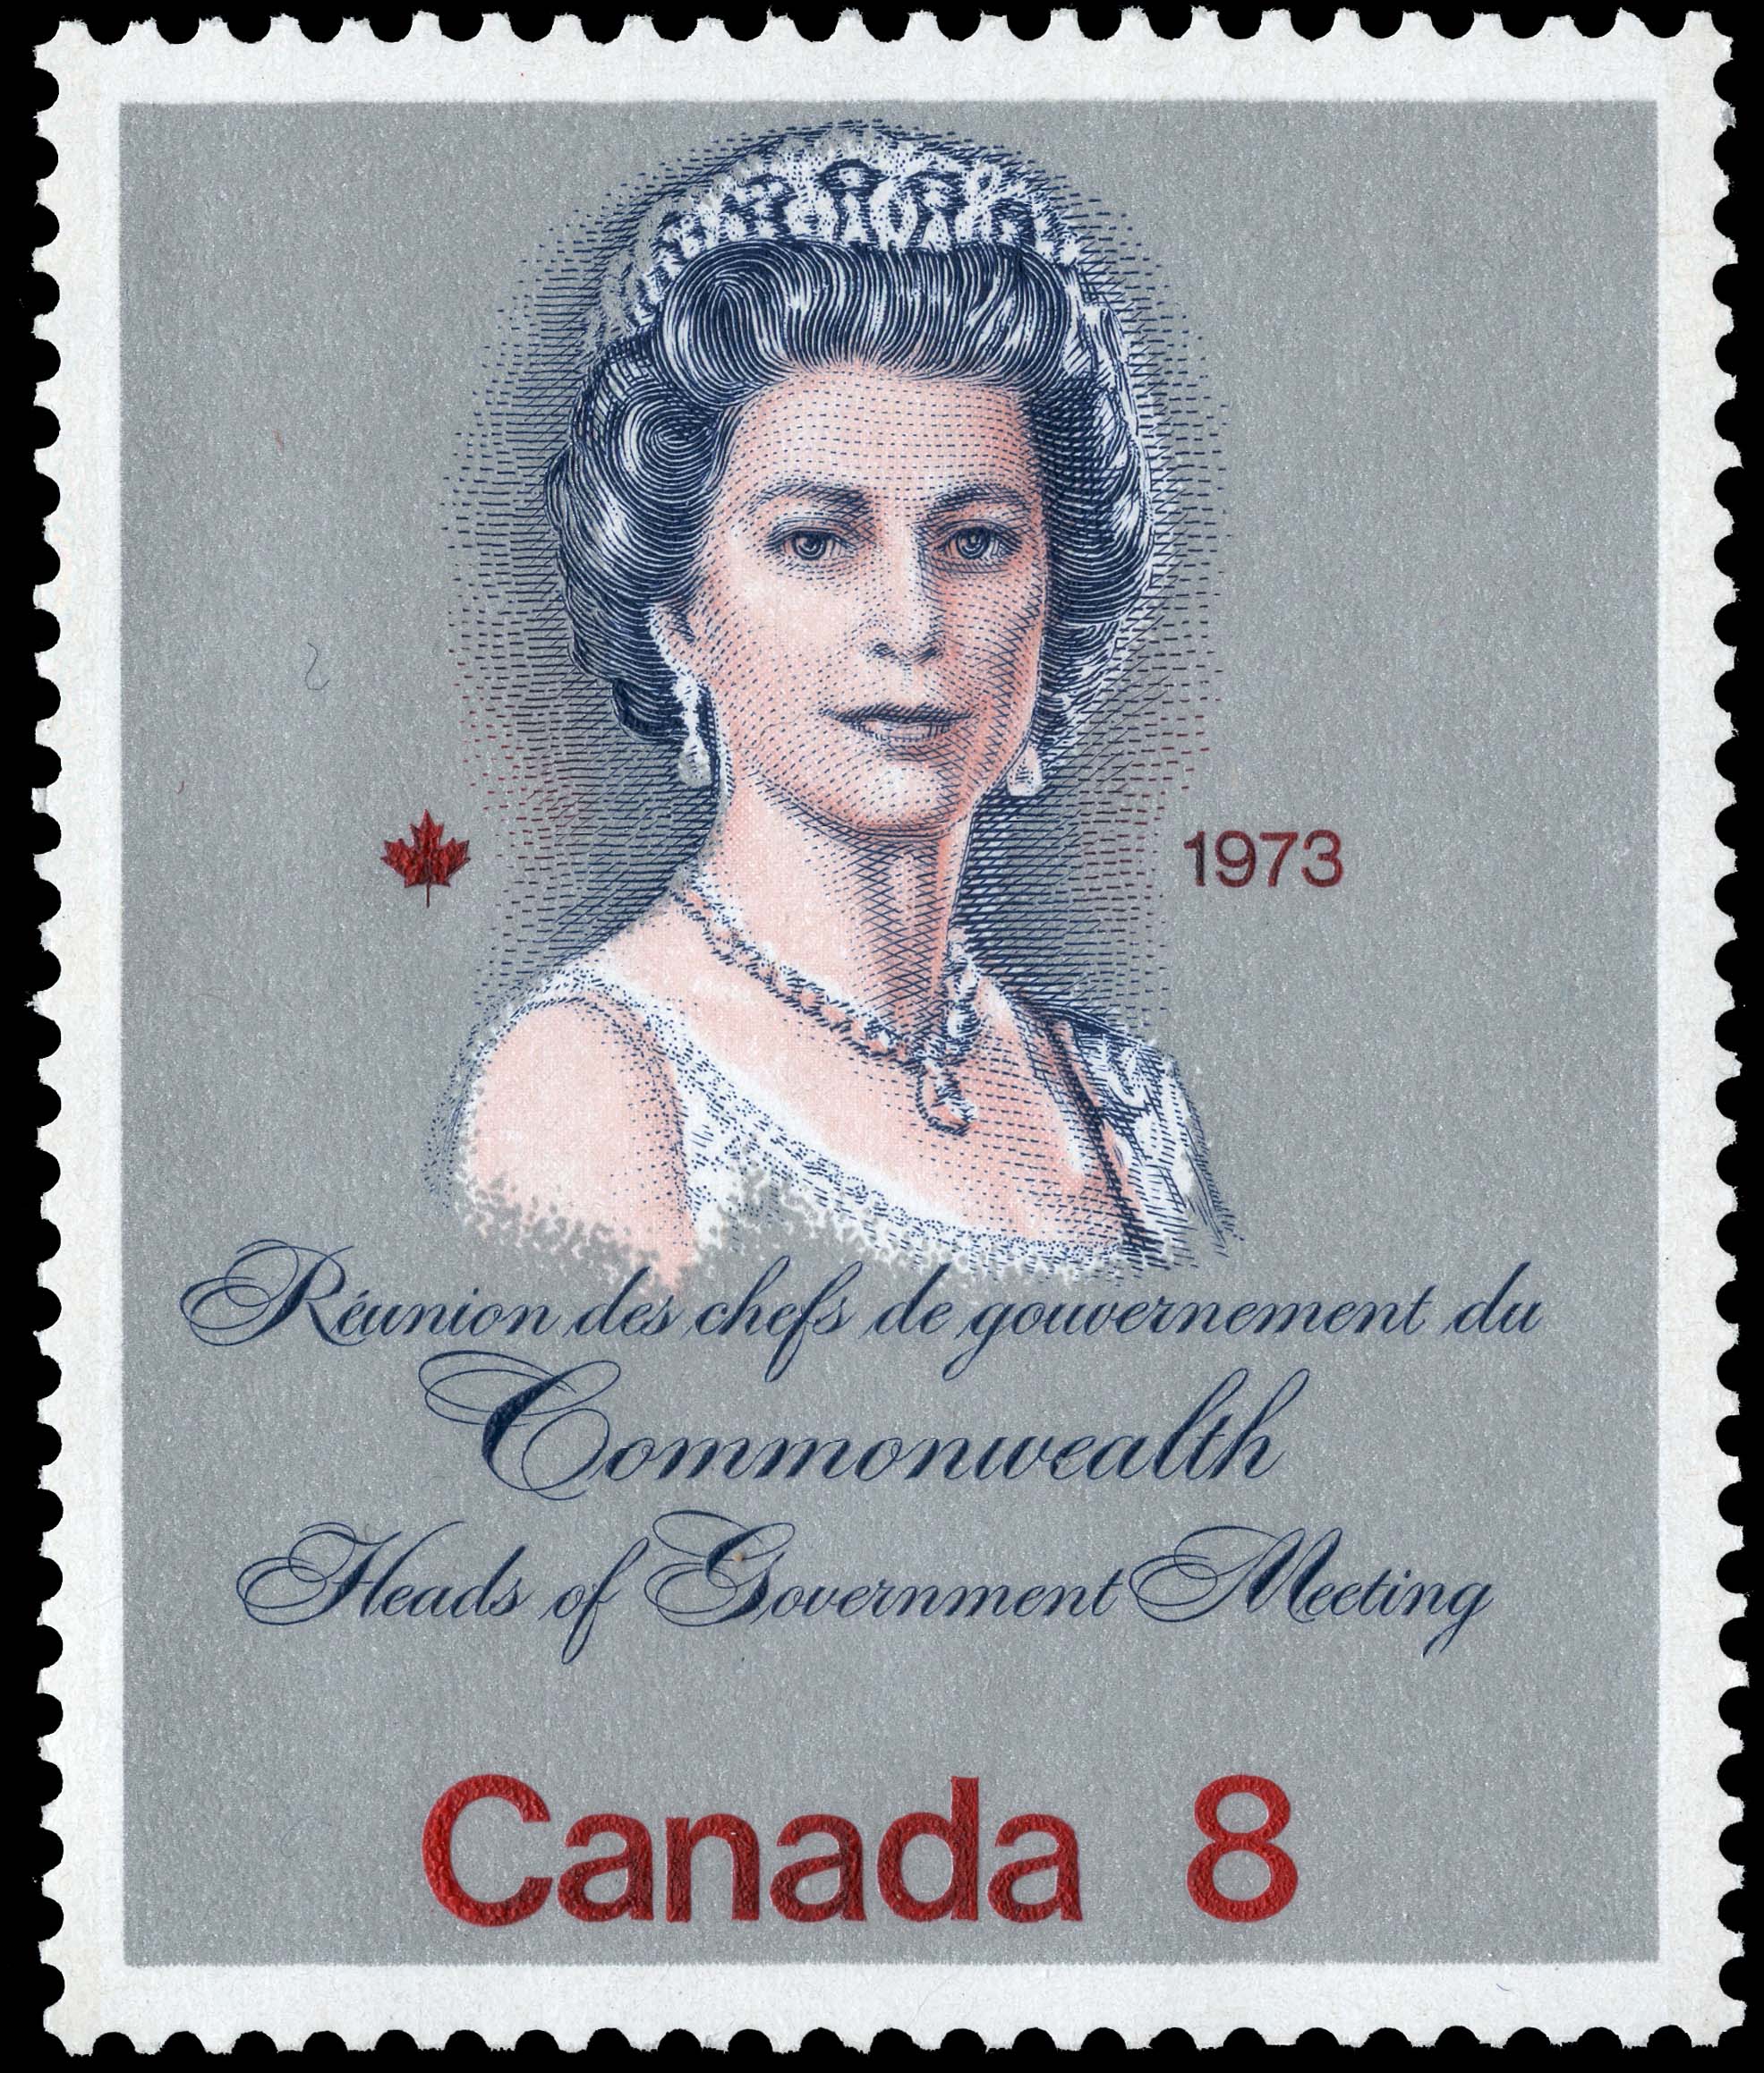 1973
Réunion des chefs de gouvernement du
Commonwealth
Heads of Government Meeting
Canada 8